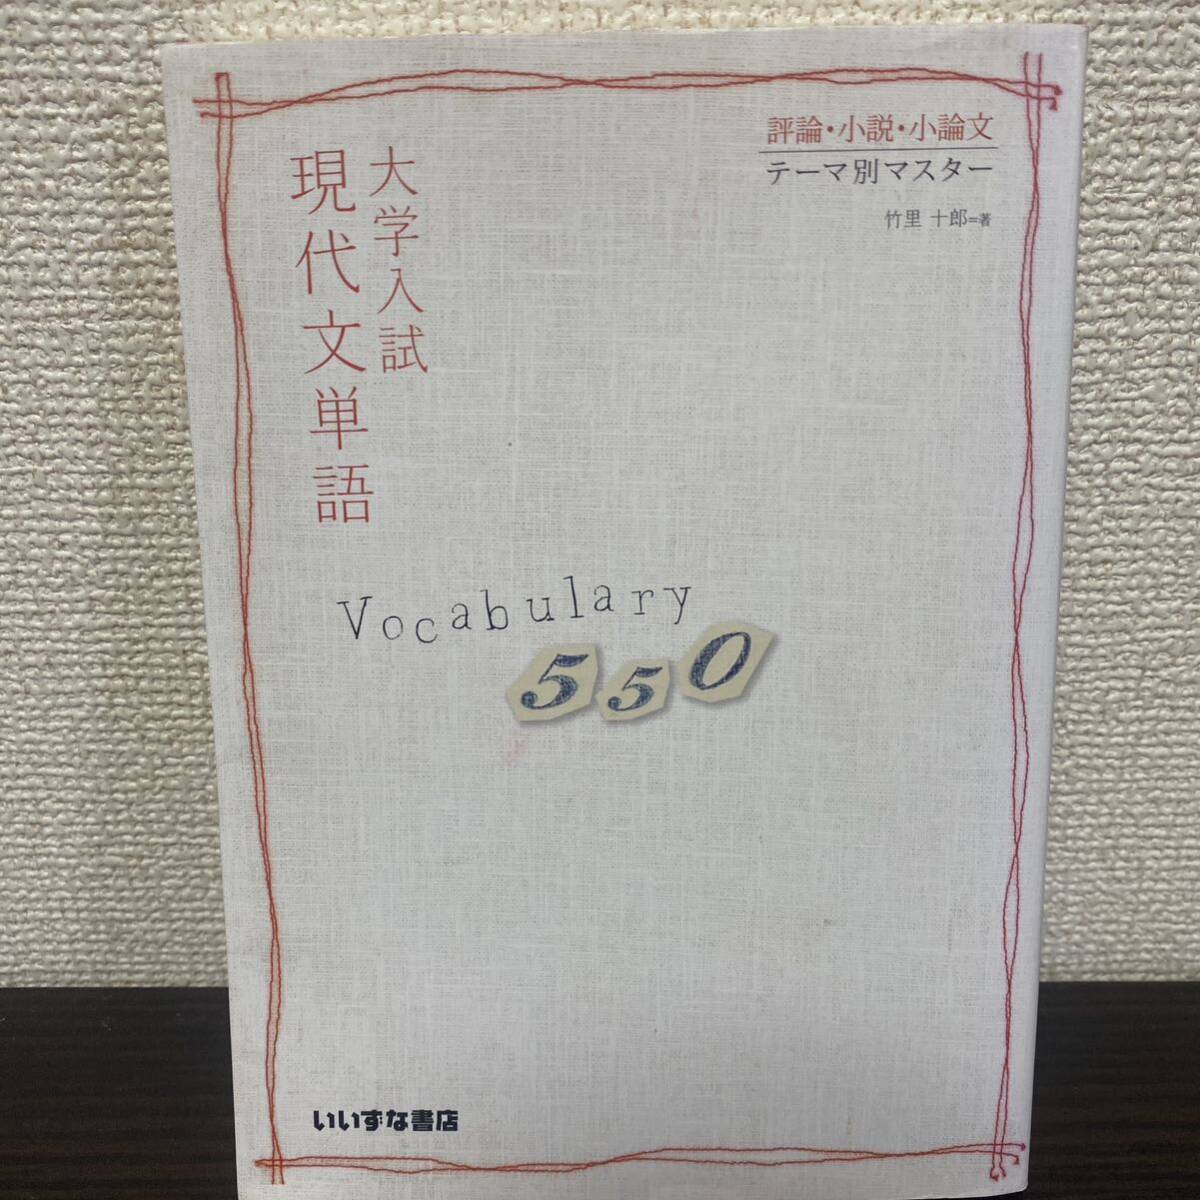 評論・小説・小論文
テーマ別マスター
竹里 十郎=著
大学入試
現代文単語
Vocabulary
550
いいずな書店